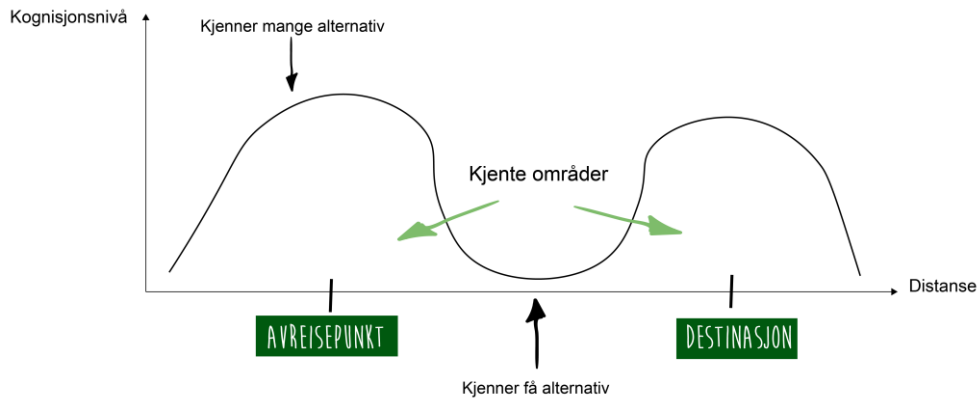 Kognisjonsnivå
Kjenner mange alternativ
Kjente områder
Distanse
AVREISEPUNKT
DESTINASJON
Kjenner få alternativ